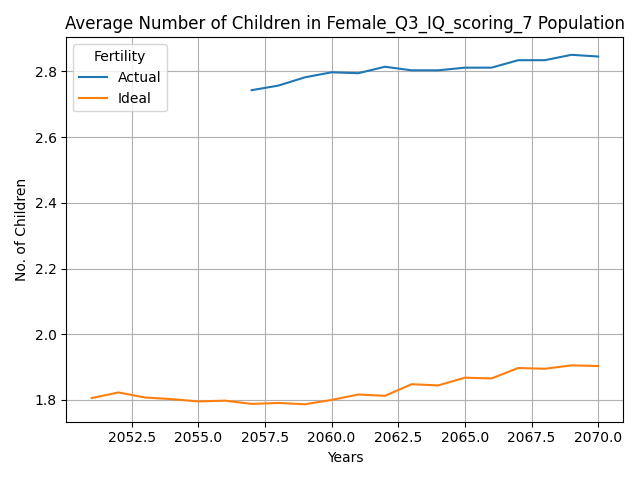 Average Number of Children in Female_Q3_IQ_scoring_7 Population
Fertility
Actual
Ideal
No. of Children
2.8
2.6
2.4
2.2
2.0
1.8
2052.5 2055.0 2057.5 2060.0 2062.5 2065.0 2067.5 2070.0
Years